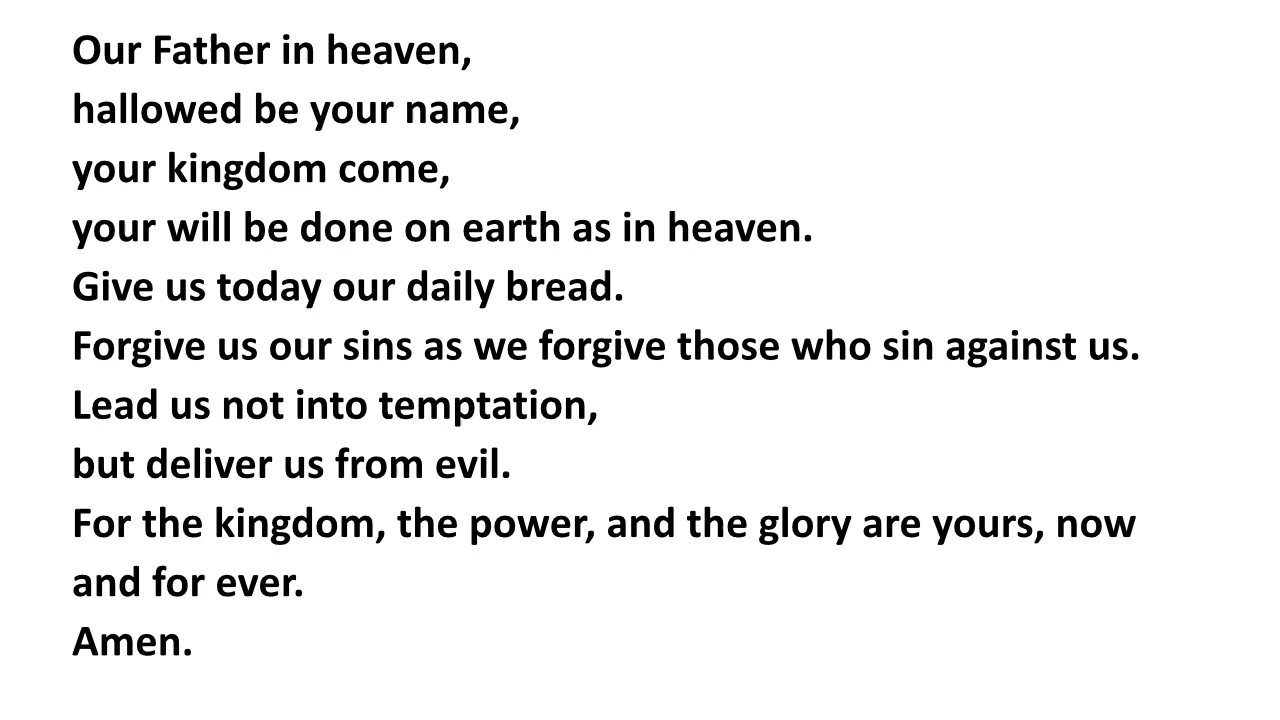 Our Father in heaven,
hallowed be your name,
your kingdom come,
your will be done on earth as in heaven.
Give us today our daily bread.
Forgive us our sins as we forgive those who sin against us.
Lead us not into temptation,
but deliver us from evil.
For the kingdom, the power, and the glory are yours, now
and for ever.
Amen.